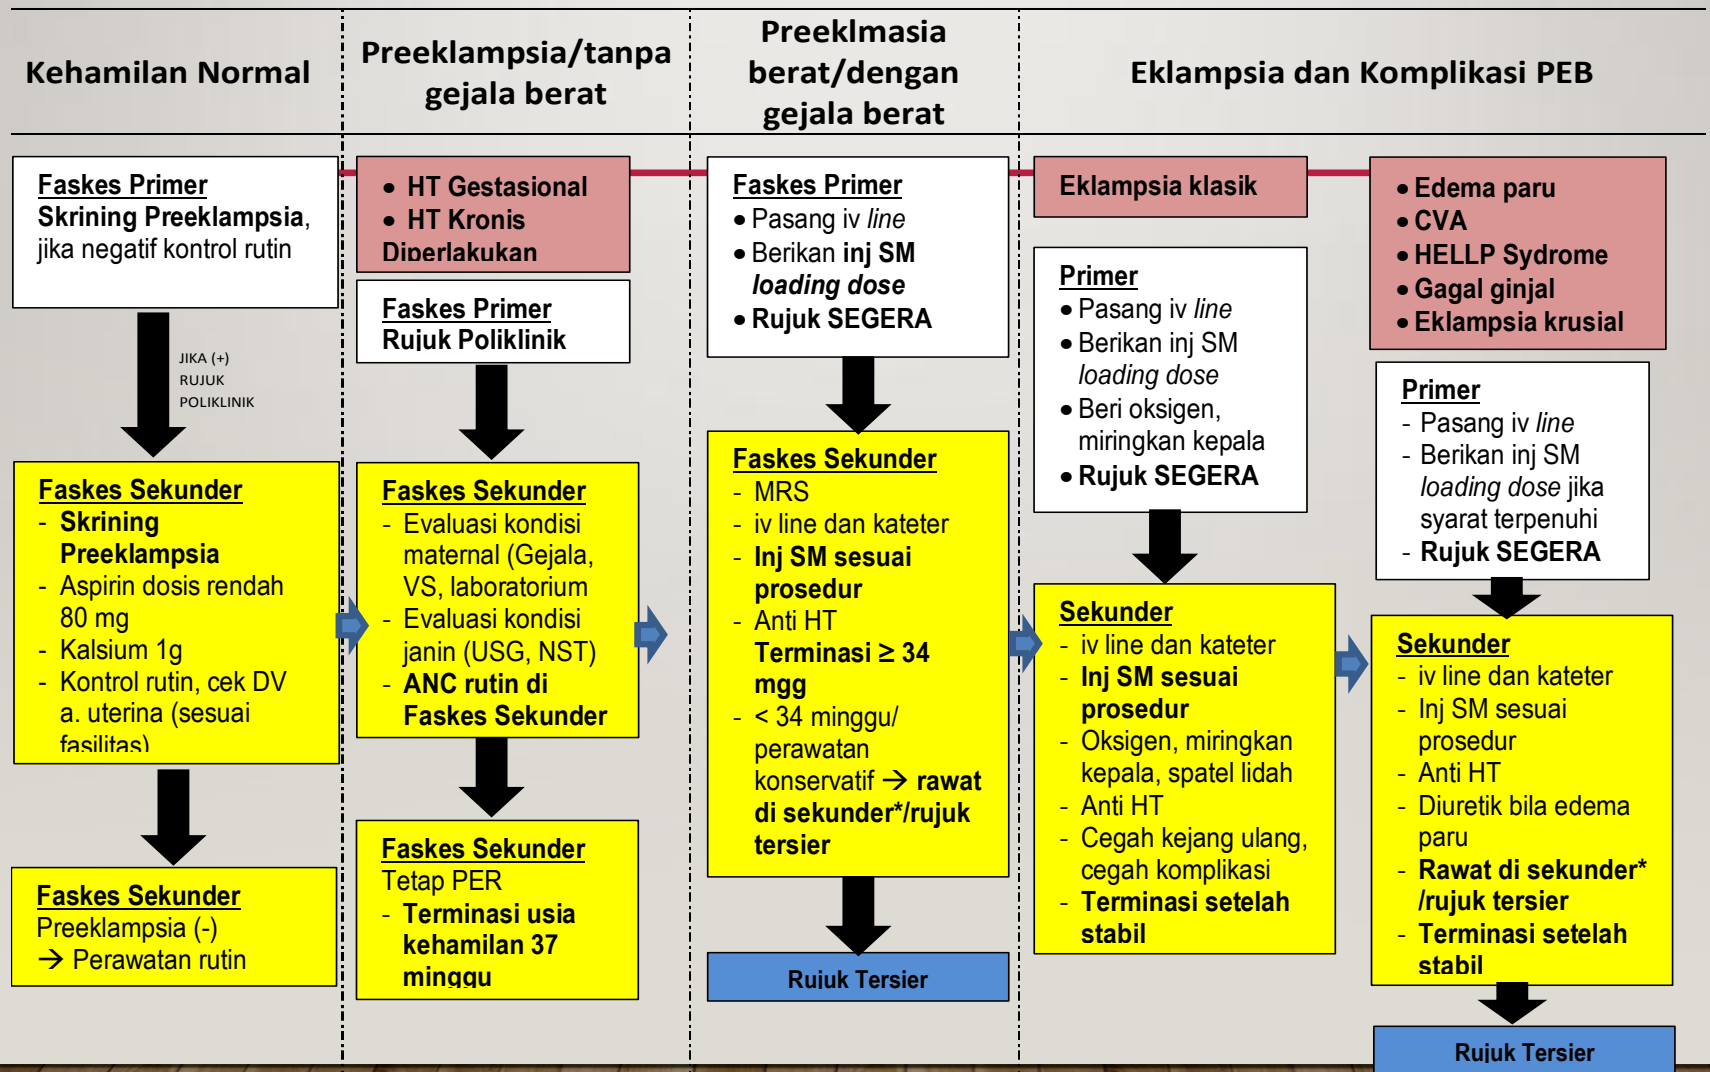 Kehamilan Normal
Preeklampsia/tanpa
gejala berat
Preeklmasia
berat/dengan
gejala berat
Eklampsia dan Komplikasi PEB
Faskes Primer
Skrining Preeklampsia,
jika negatif kontrol rutin
JIKA (+)
RUJUK
POLIKLINIK
Faskes Sekunder
- Skrining
Preeklampsia
- Aspirin dosis rendah
80 mg
- Kalsium 1g
- Kontrol rutin, cek DV
a. uterina (sesuai
fasilitas)
Faskes Sekunder
Preeklampsia (-)
→ Perawatan rutin
• HT Gestasional
• HT Kronis
Diperlakukan
Faskes Primer
Rujuk Poliklinik
Faskes Sekunder
- Evaluasi kondisi
maternal (Gejala,
VS, laboratorium
- Evaluasi kondisi
janin (USG, NST)
- ANC rutin di
Faskes Sekunder
Faskes Sekunder
Tetap PER
- Terminasi usia
kehamilan 37
minggu
Faskes Primer
• Pasang iv line
• Berikan inj SM
loading dose
• Rujuk SEGERA
Faskes Sekunder
- MRS
- iv line dan kateter
- Inj SM sesuai
prosedur
- Anti HT
Terminasi ≥ 34
mgg
- < 34 minggu/
perawatan
konservatif → rawat
di sekunder*/rujuk
tersier
Rujuk Tersier
Eklampsia klasik
Primer
• Pasang iv line
• Berikan inj SM
loading dose
• Beri oksigen,
miringkan kepala
• Rujuk SEGERA
Sekunder
- iv line dan kateter
- Inj SM sesuai
prosedur
- Oksigen, miringkan
kepala, spatel lidah
- Anti HT
- Cegah kejang ulang,
cegah komplikasi
- Terminasi setelah
stabil
• Edema paru
• CVA
• HELLP Sydrome
• Gagal ginjal
• Eklampsia krusial
Primer
- Pasang iv line
- Berikan inj SM
loading dose jika
syarat terpenuhi
- Rujuk SEGERA
Sekunder
- iv line dan kateter
- Inj SM sesuai
prosedur
- Anti HT
- Diuretik bila edema
paru
- Rawat di sekunder*
/rujuk tersier
- Terminasi setelah
stabil
Rujuk Tersier